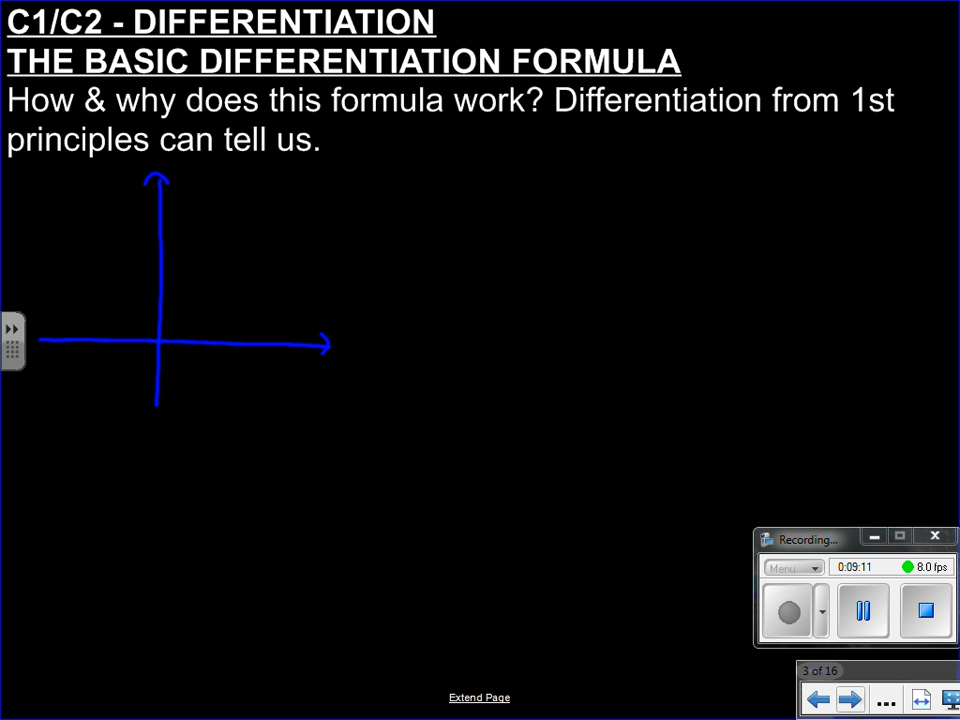 C1/C2 - DIFFERENTIATION
THE BASIC DIFFERENTIATION FORMULA
How & why does this formula work? Differentiation from 1st
principles can tell us.
Recording...
Menu
0:09:11
8.0 fps
3 of 16
...
Extend Page